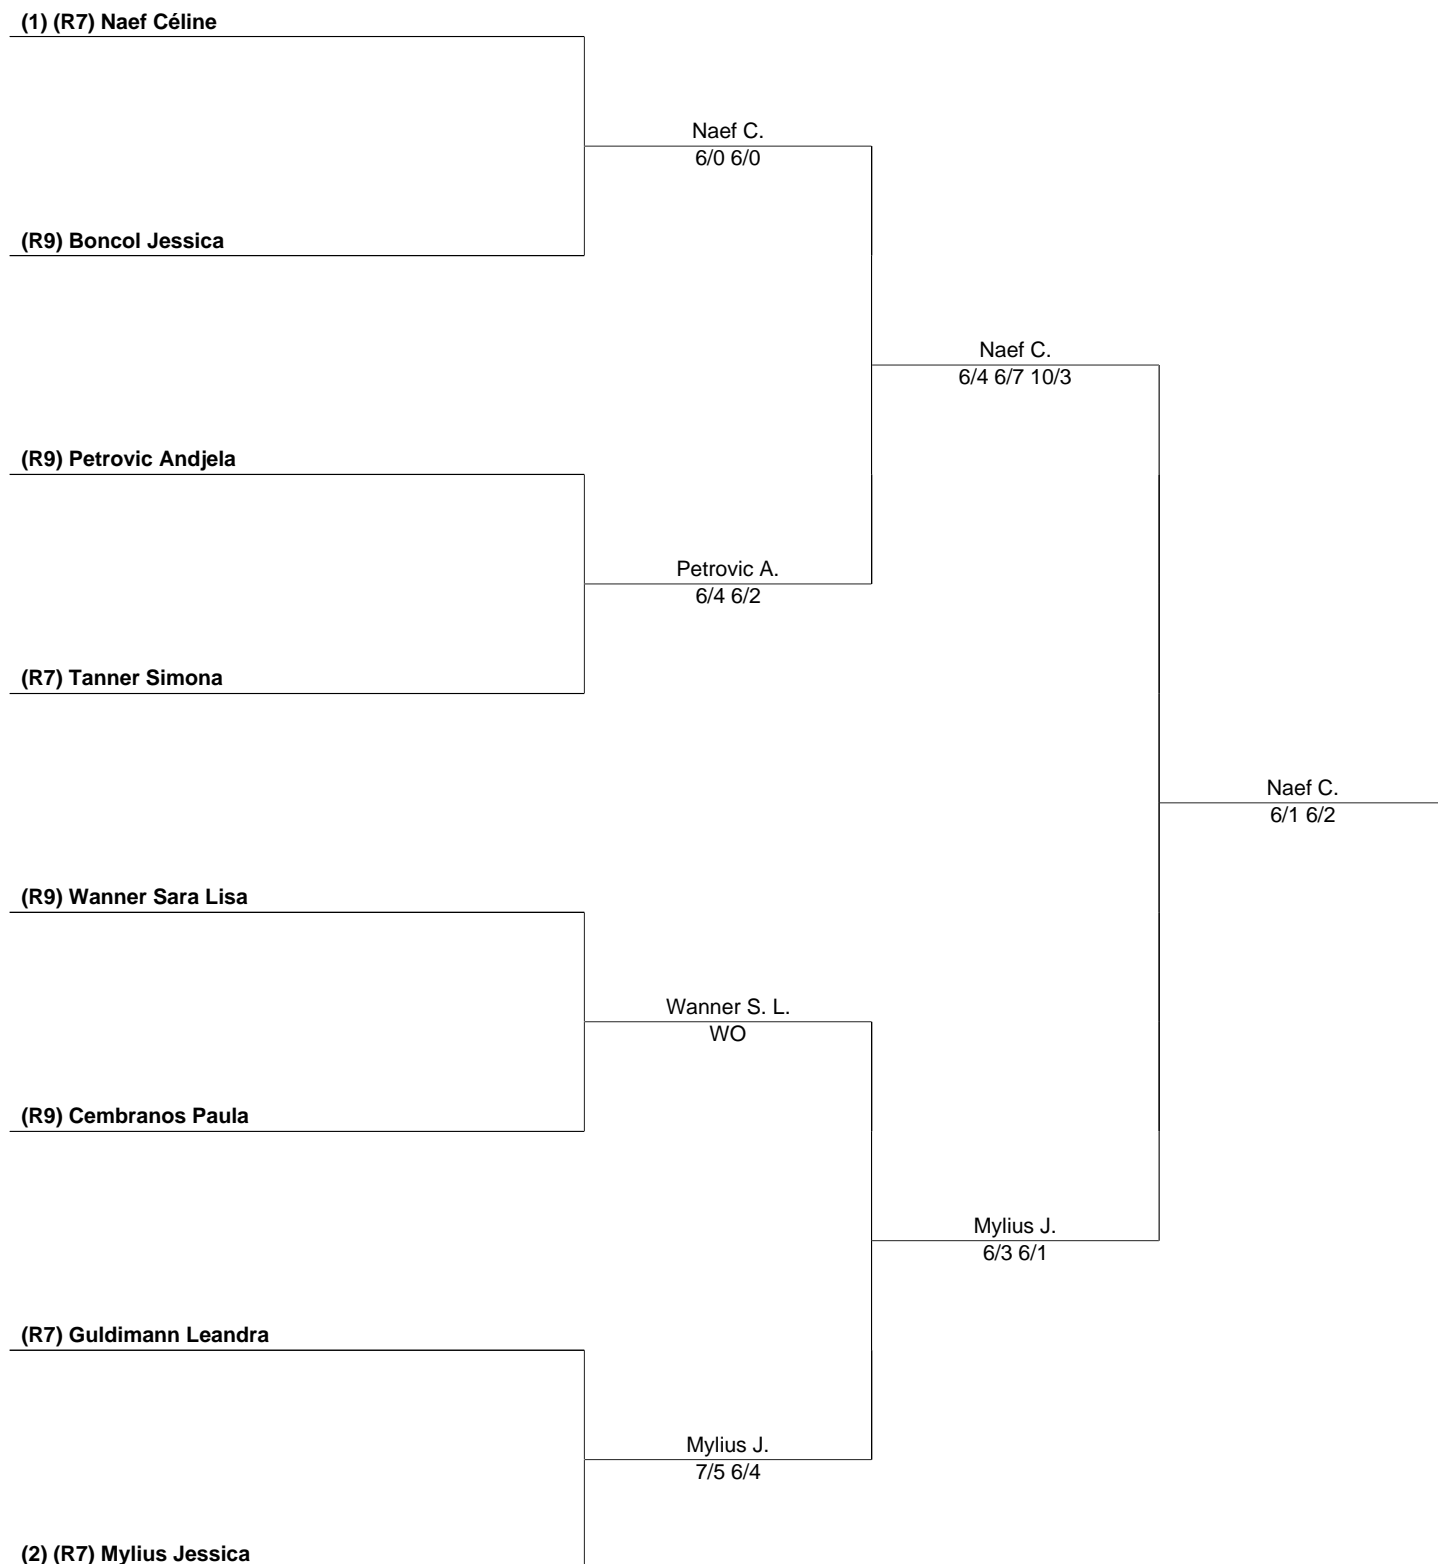 (1) (R7) Naef Céline
Naef C.
6/0 6/0
(R9) Boncol Jessica
Naef C.
6/4 6/7 10/3
(R9) Petrovic Andjela
Petrovic A.
6/4 6/2
(R7) Tanner Simona
Naef C.
6/1 6/2
(R9) Wanner Sara Lisa
Wanner S. L.
WO
(R9) Cembranos Paula
Mylius J.
6/3 6/1
(R7) Guldimann Leandra
Mylius J.
7/5 6/4
(2) (R7) Mylius Jessica